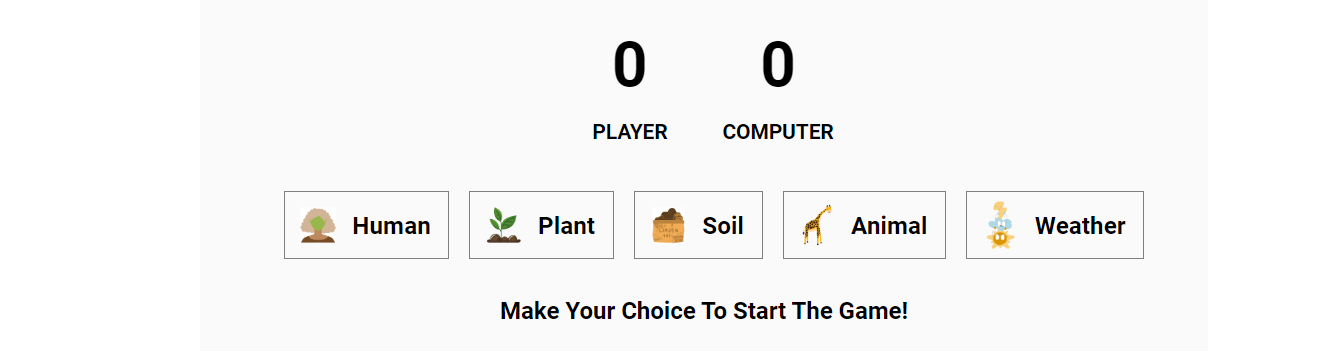 0 0
PLAYER COMPUTER
Human Plant Soil Animal Weather
Make Your Choice To Start The Game!